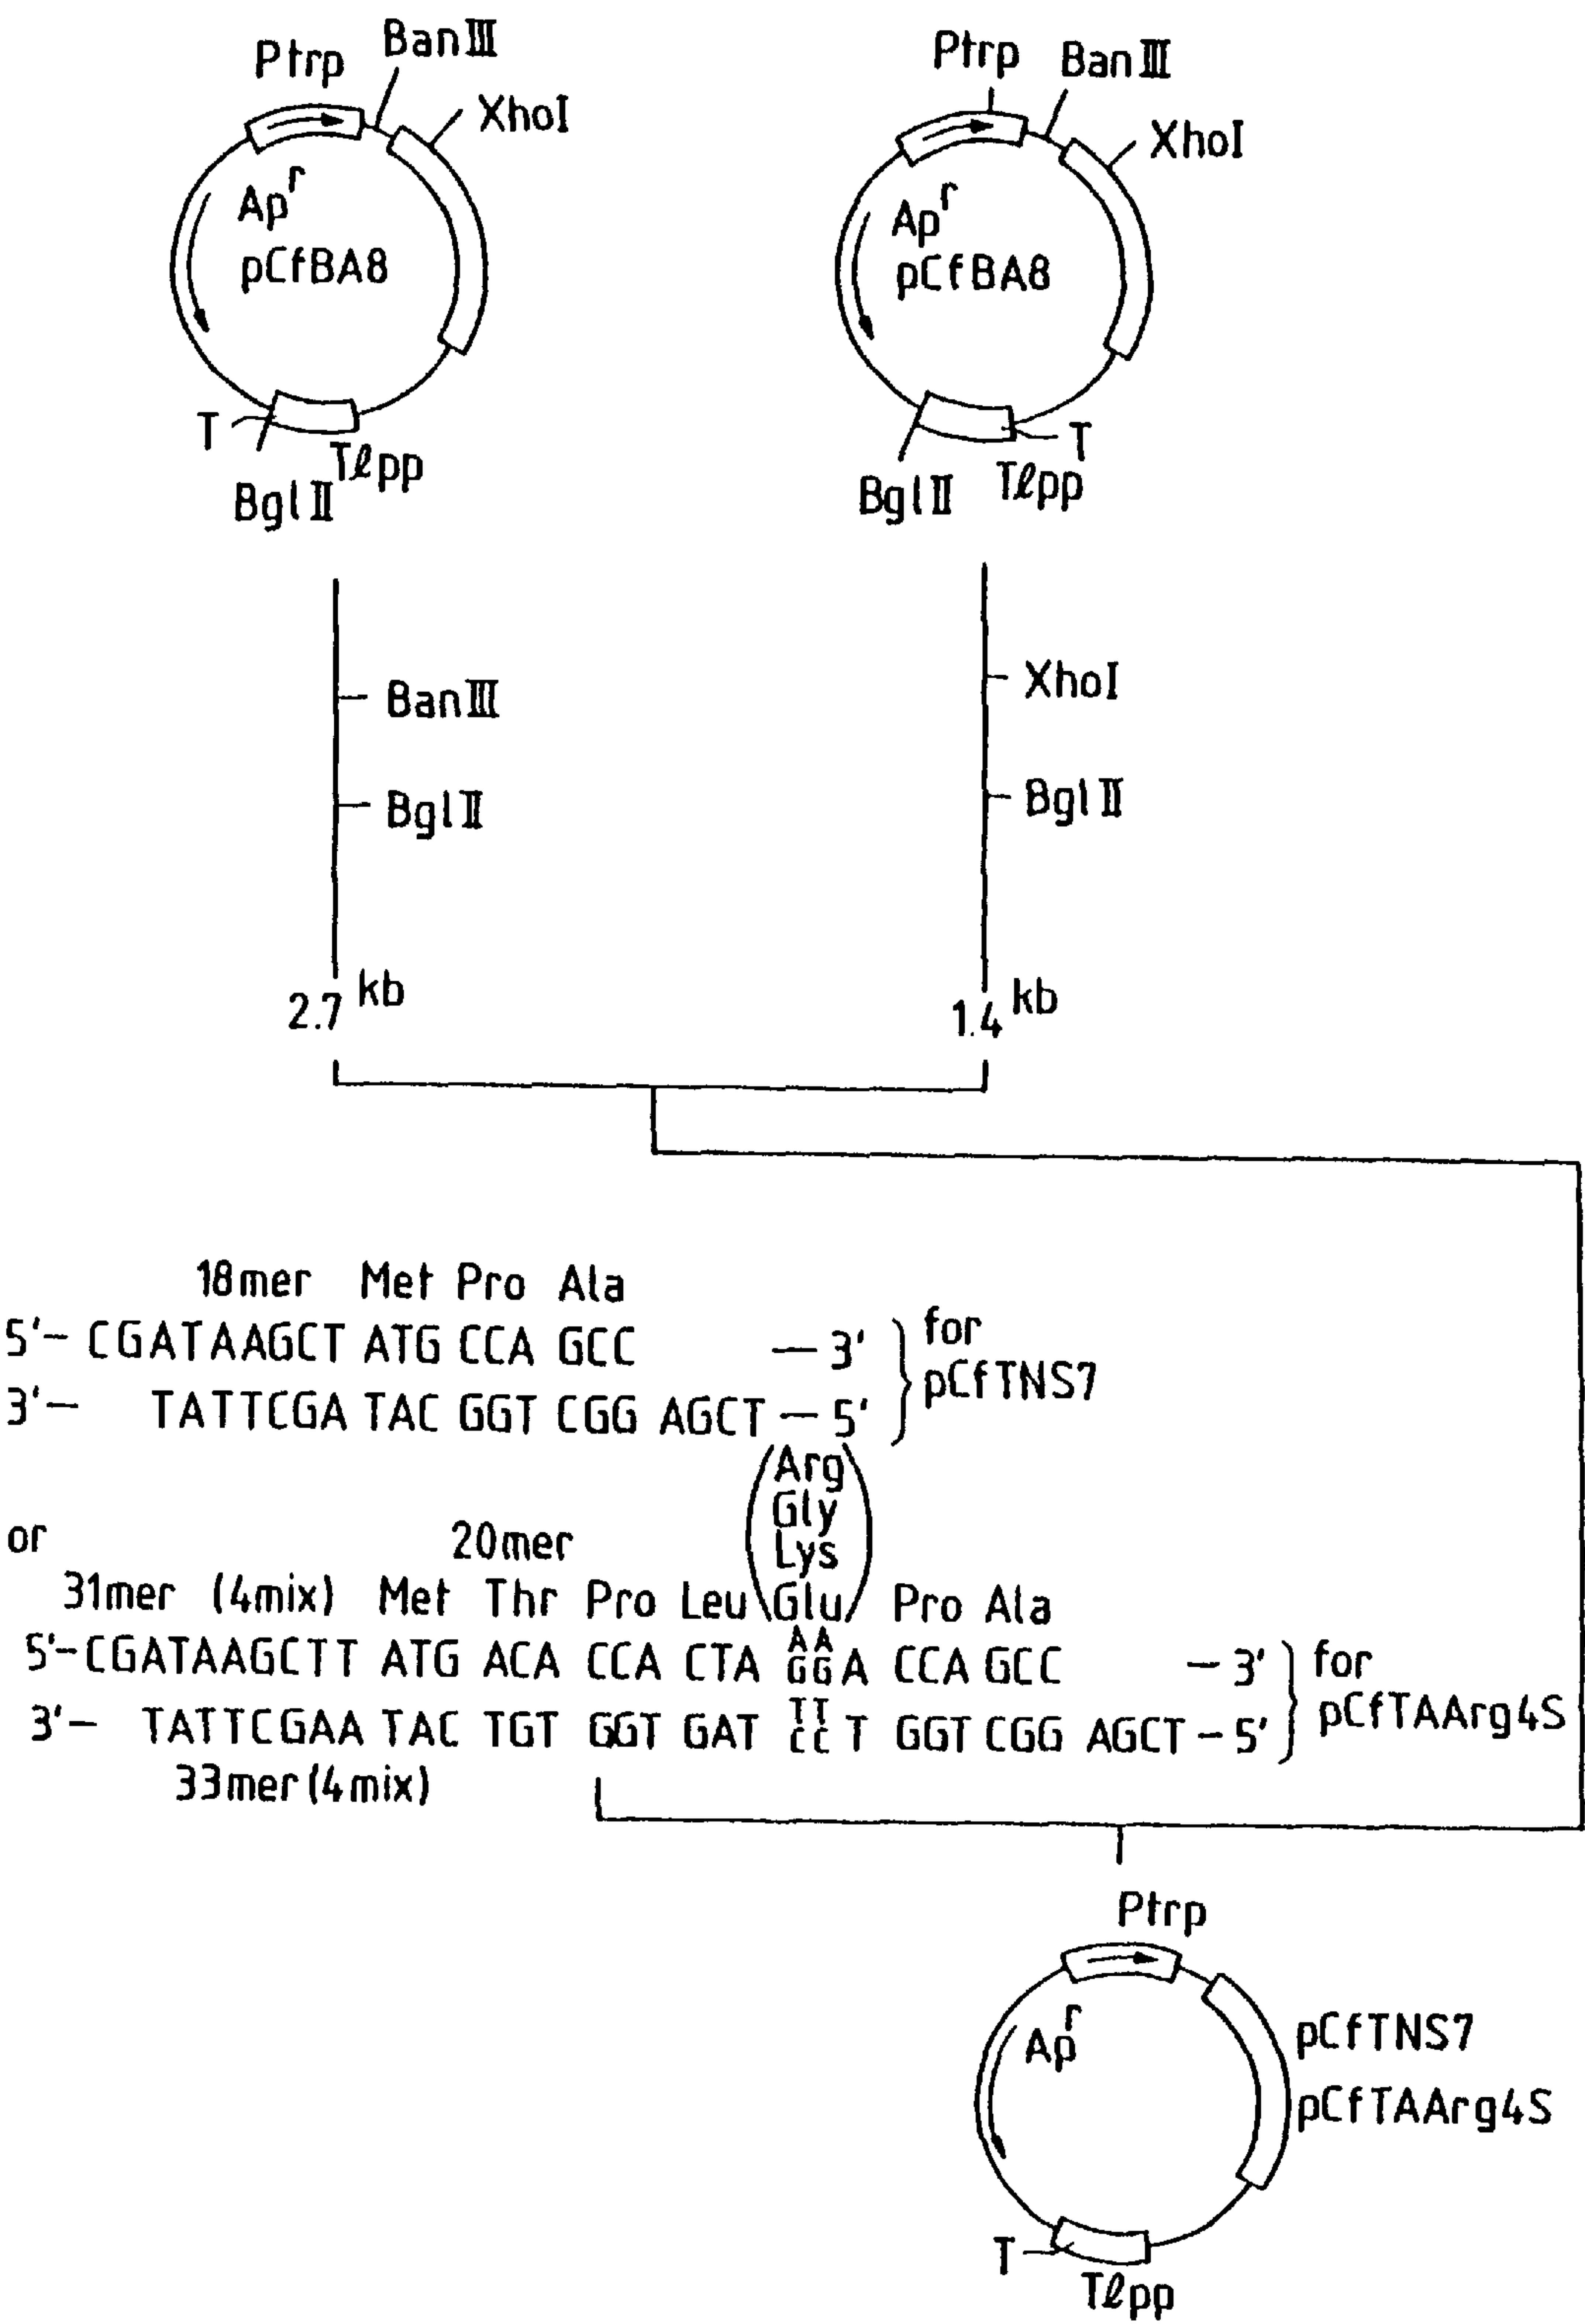 Ptrp BanⅢ
XhoI
Apʳ
pCfBA8
T
Tℓpp
BglⅡ
Ptrp BanⅢ
XhoI
Apʳ
pCfBA8
T
BglⅡ Tℓpp
BanⅢ
BglⅡ
2.7 kb
XhoI
BglⅡ
1.4 kb
18mer Met Pro Ala
5'- CGATAAGCT ATG CCA GCC — 3'
3'— TATTCGA TAC GGT CGG AGCT — 5'
for
pCfTNS7
or
20mer
Arg
Gly
Lys
31mer (4mix) Met Thr Pro Leu Glu Pro Ala
AA
5'-CGATAAGCTT ATG ACA CCA CTA GGA CCA GCC — 3'
TT
3'— TATTCGAA TAC TGT GGT GAT CC T GGT CGG AGCT — 5'
33mer(4mix)
for
pCfTAArg4S
Ptrp
Apʳ
pCfTNS7
pCfTAArg4S
T
Tℓpp